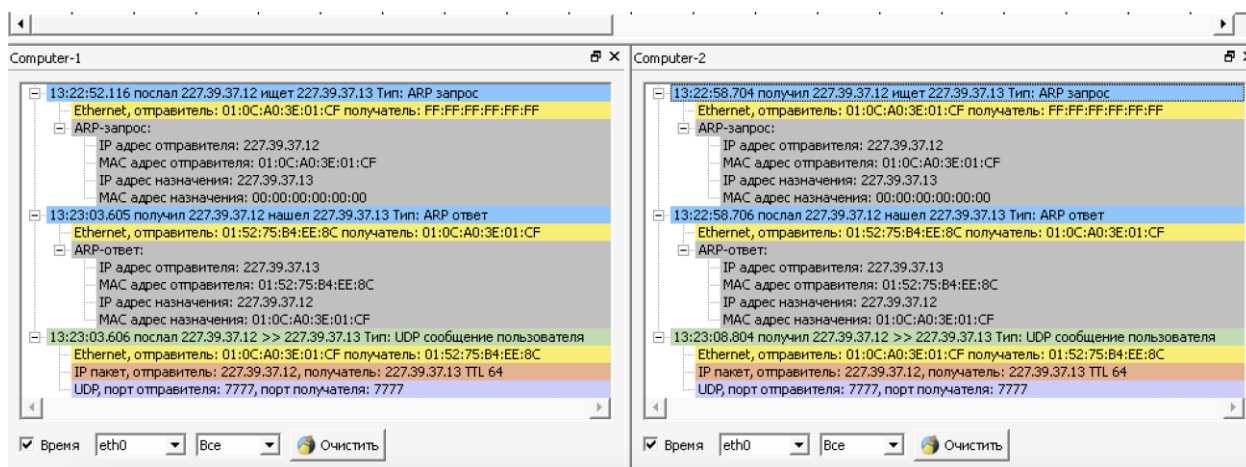 Computer-1
13:22:52.116 послал 227.39.37.12 ищет 227.39.37.13 Тип: ARP запрос
Ethernet, отправитель: 01:0C:A0:3E:01:CF получатель: FF:FF:FF:FF:FF:FF
ARP-запрос:
IP адрес отправителя: 227.39.37.12
MAC адрес отправителя: 01:0C:A0:3E:01:CF
IP адрес назначения: 227.39.37.13
MAC адрес назначения: 00:00:00:00:00:00
13:23:03.605 получил 227.39.37.12 нашел 227.39.37.13 Тип: ARP ответ
Ethernet, отправитель: 01:52:75:B4:EE:8C получатель: 01:0C:A0:3E:01:CF
ARP-ответ:
IP адрес отправителя: 227.39.37.13
MAC адрес отправителя: 01:52:75:B4:EE:8C
IP адрес назначения: 227.39.37.12
MAC адрес назначения: 01:0C:A0:3E:01:CF
13:23:03.606 послал 227.39.37.12 >> 227.39.37.13 Тип: UDP сообщение пользователя
Ethernet, отправитель: 01:0C:A0:3E:01:CF получатель: 01:52:75:B4:EE:8C
IP пакет, отправитель: 227.39.37.12, получатель: 227.39.37.13 TTL 64
UDP, порт отправителя: 7777, порт получателя: 7777
Время eth0 Все Очистить
Computer-2
13:22:58.704 получил 227.39.37.12 ищет 227.39.37.13 Тип: ARP запрос
Ethernet, отправитель: 01:0C:A0:3E:01:CF получатель: FF:FF:FF:FF:FF:FF
ARP-запрос:
IP адрес отправителя: 227.39.37.12
MAC адрес отправителя: 01:0C:A0:3E:01:CF
IP адрес назначения: 227.39.37.13
MAC адрес назначения: 00:00:00:00:00:00
13:22:58.706 послал 227.39.37.12 нашел 227.39.37.13 Тип: ARP ответ
Ethernet, отправитель: 01:52:75:B4:EE:8C получатель: 01:0C:A0:3E:01:CF
ARP-ответ:
IP адрес отправителя: 227.39.37.13
MAC адрес отправителя: 01:52:75:B4:EE:8C
IP адрес назначения: 227.39.37.12
MAC адрес назначения: 01:0C:A0:3E:01:CF
13:23:08.804 получил 227.39.37.12 >> 227.39.37.13 Тип: UDP сообщение пользователя
Ethernet, отправитель: 01:0C:A0:3E:01:CF получатель: 01:52:75:B4:EE:8C
IP пакет, отправитель: 227.39.37.12, получатель: 227.39.37.13 TTL 64
UDP, порт отправителя: 7777, порт получателя: 7777
Время eth0 Все Очистить